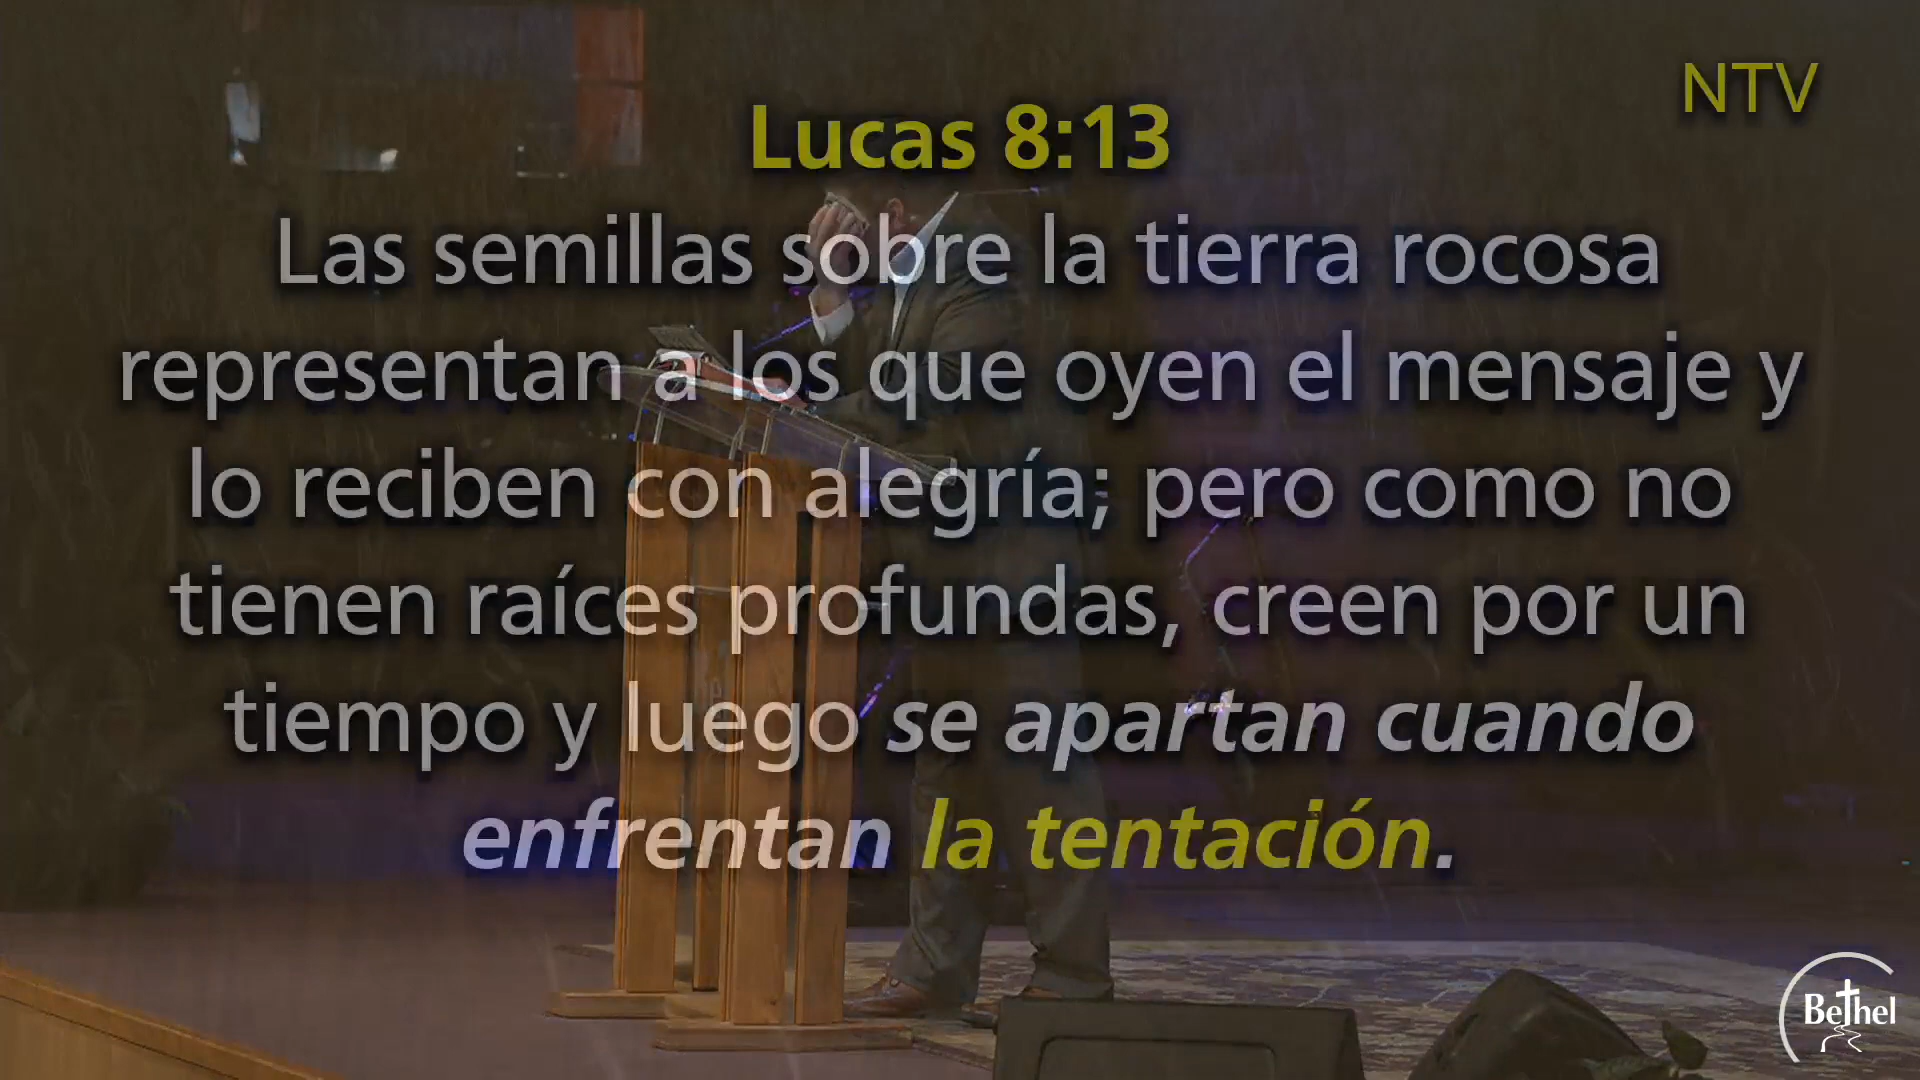 NTV
Lucas 8:13
Las semillas sobre la tierra rocosa
representan a los que oyen el mensaje y
lo reciben con alegría; pero como no
tienen raíces profundas, creen por un
tiempo y luego se apartan cuando
enfrentan la tentación.
Bethel